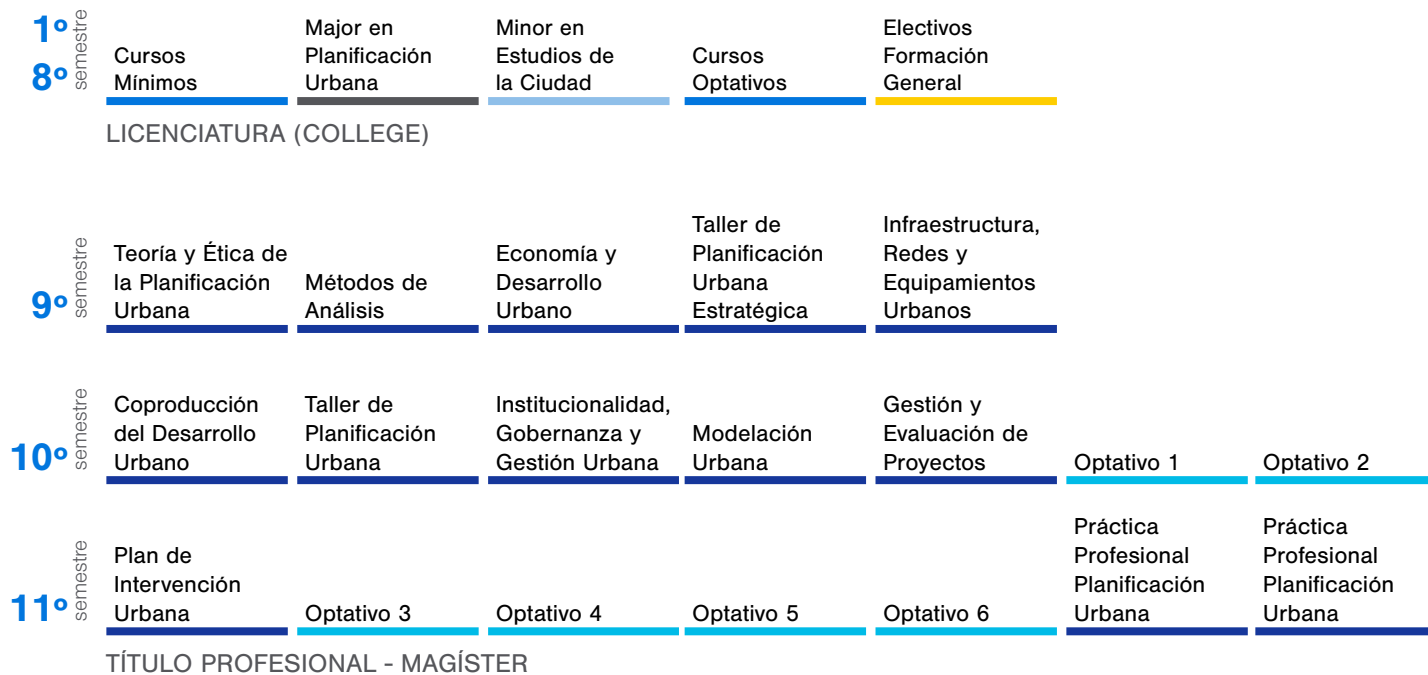 1º
8º
semestre
Cursos
Mínimos
Major en
Planificación
Urbana
Minor en
Estudios de
la Ciudad
Cursos
Optativos
Electivos
Formación
General
LICENCIATURA (COLLEGE)
9º
semestre
Teoría y Ética de
la Planificación
Urbana
Métodos de
Análisis
Economía y
Desarrollo
Urbano
Taller de
Planificación
Urbana
Estratégica
Infraestructura,
Redes y
Equipamientos
Urbanos
10º
semestre
Coproducción
del Desarrollo
Urbano
Taller de
Planificación
Urbana
Institucionalidad,
Gobernanza y
Gestión Urbana
Modelación
Urbana
Gestión y
Evaluación de
Proyectos
Optativo 1
Optativo 2
11º
semestre
Plan de
Intervención
Urbana
Optativo 3
Optativo 4
Optativo 5
Optativo 6
Práctica
Profesional
Planificación
Urbana
Práctica
Profesional
Planificación
Urbana
TÍTULO PROFESIONAL - MAGÍSTER